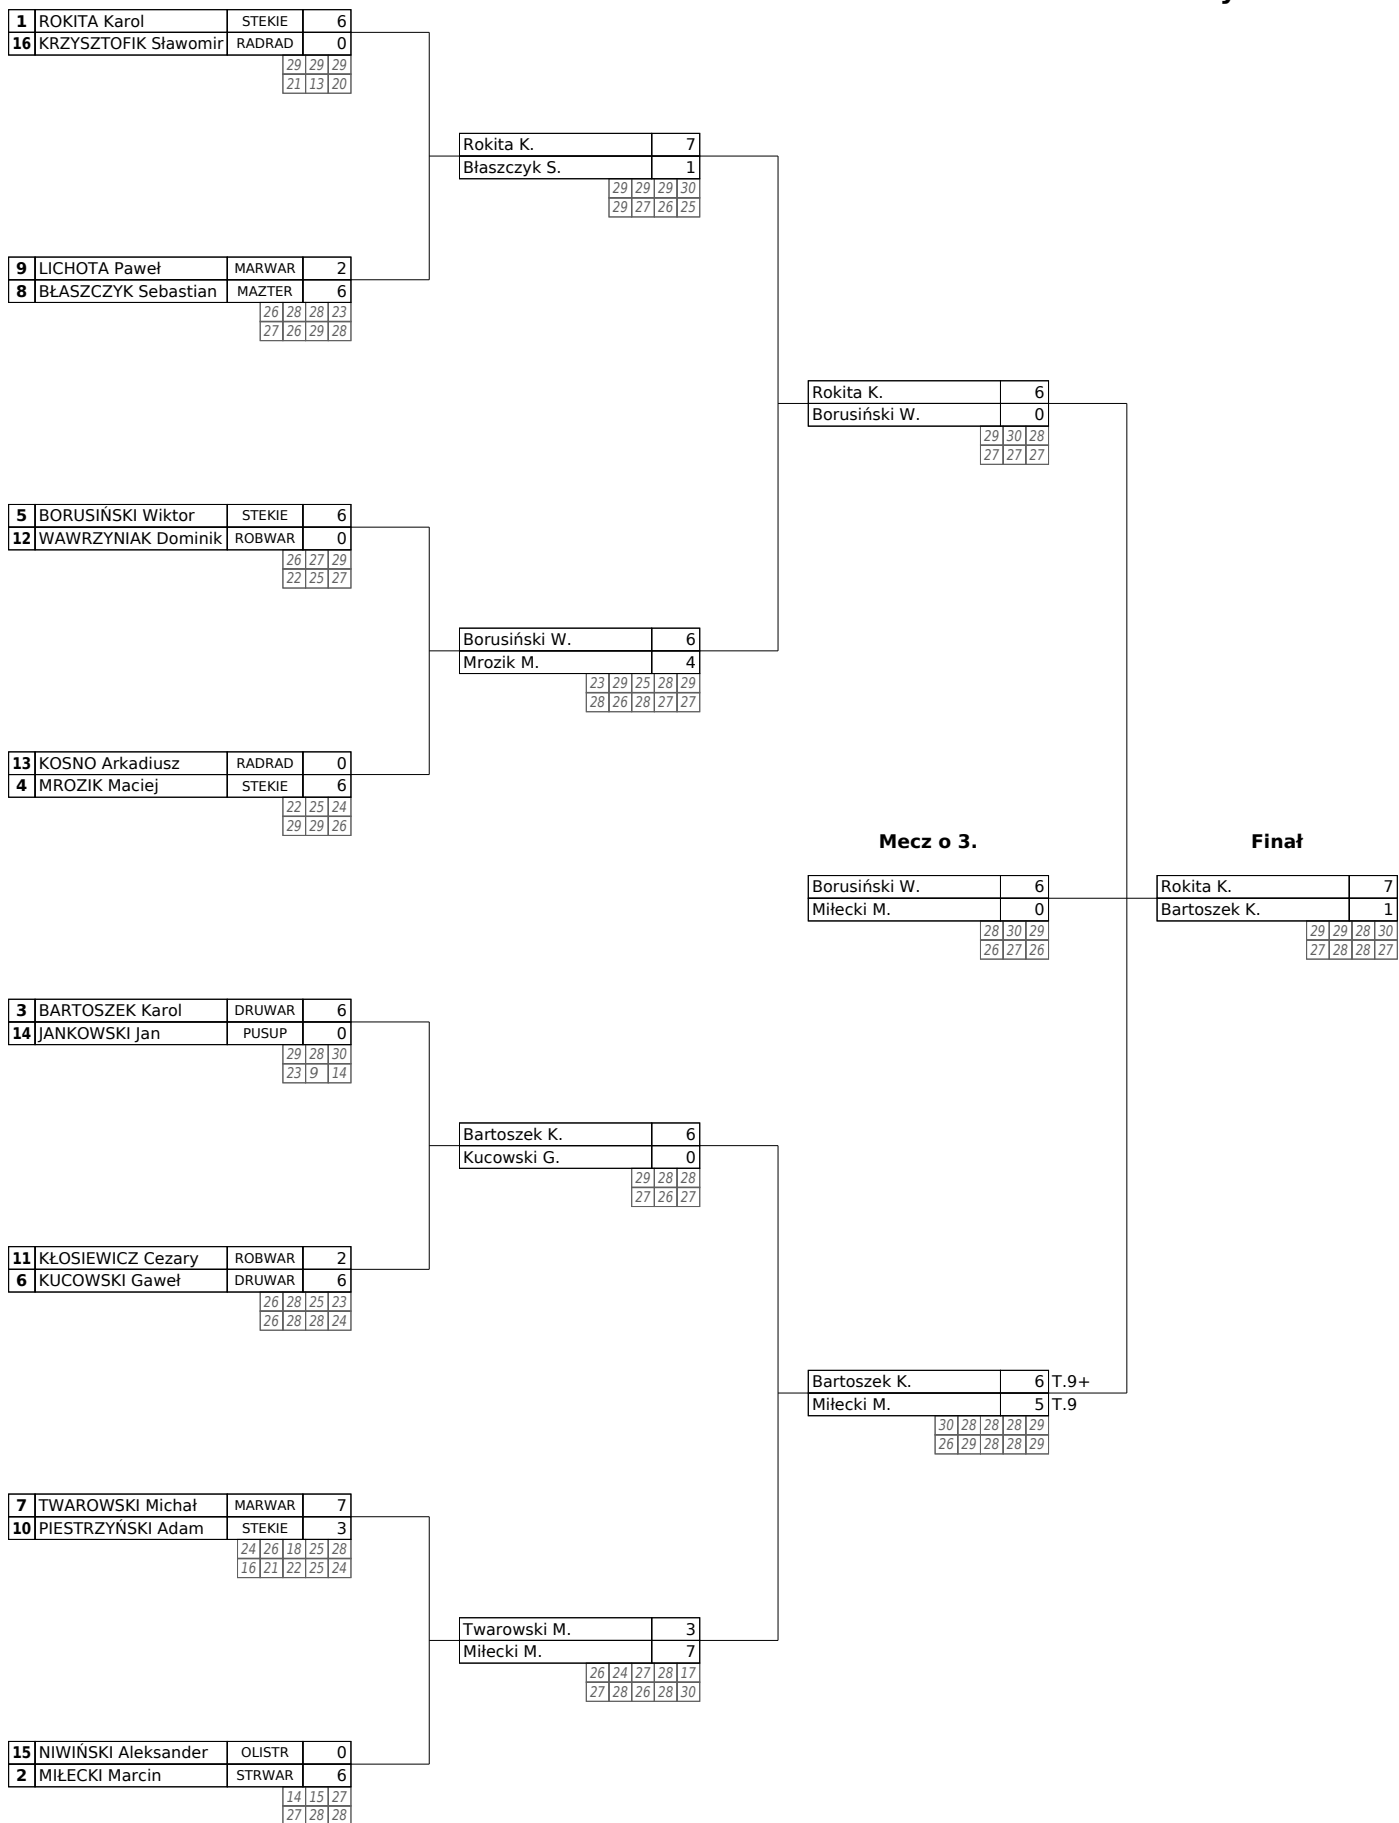 1 ROKITA Karol STEKIE 6
16 KRZYSZTOFIK Sławomir RADRAD 0
29 29 29
21 13 20
Rokita K. 7
Błaszczyk S. 1
29 29 29 30
29 27 26 25
9 LICHOTA Paweł MARWAR 2
8 BŁASZCZYK Sebastian MAZTER 6
26 28 28 23
27 26 29 28
Rokita K. 6
Borusiński W. 0
29 30 28
27 27 27
5 BORUSIŃSKI Wiktor STEKIE 6
12 WAWRZYNIAK Dominik ROBWAR 0
26 27 29
22 25 27
Borusiński W. 6
Mrozik M. 4
23 29 25 28 29
28 26 28 27 27
13 KOSNO Arkadiusz RADRAD 0
4 MROZIK Maciej STEKIE 6
22 25 24
29 29 26
Mecz o 3. Finał
Borusiński W. 6 Rokita K. 7
Miłecki M. 0 Bartoszek K. 1
28 30 29 29 29 28 30
26 27 26 27 28 28 27
3 BARTOSZEK Karol DRUWAR 6
14 JANKOWSKI Jan PUSUP 0
29 28 30
23 9 14
Bartoszek K. 6
Kucowski G. 0
29 28 28
27 26 27
11 KŁOSIEWICZ Cezary ROBWAR 2
6 KUCOWSKI Gaweł DRUWAR 6
26 28 25 23
26 28 28 24
Bartoszek K. 6 T.9+
Miłecki M. 5 T.9
30 28 28 28 29
26 29 28 28 29
7 TWAROWSKI Michał MARWAR 7
10 PIESTRZYŃSKI Adam STEKIE 3
24 26 18 25 28
16 21 22 25 24
Twarowski M. 3
Miłecki M. 7
26 24 27 28 17
27 28 26 28 30
15 NIWIŃSKI Aleksander OLISTR 0
2 MIŁECKI Marcin STRWAR 6
14 15 27
27 28 28